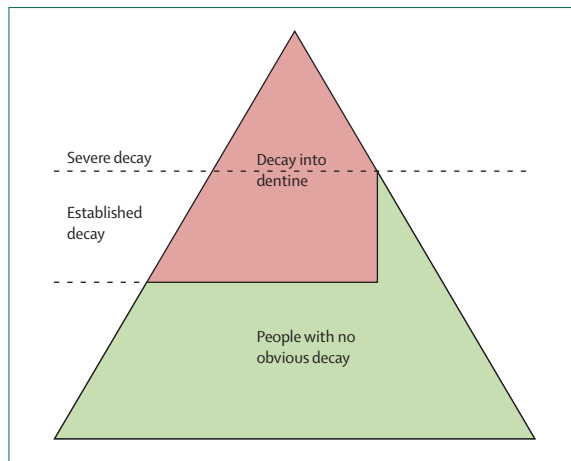 Severe decay
Decay into
dentine
Established
decay
People with no
obvious decay